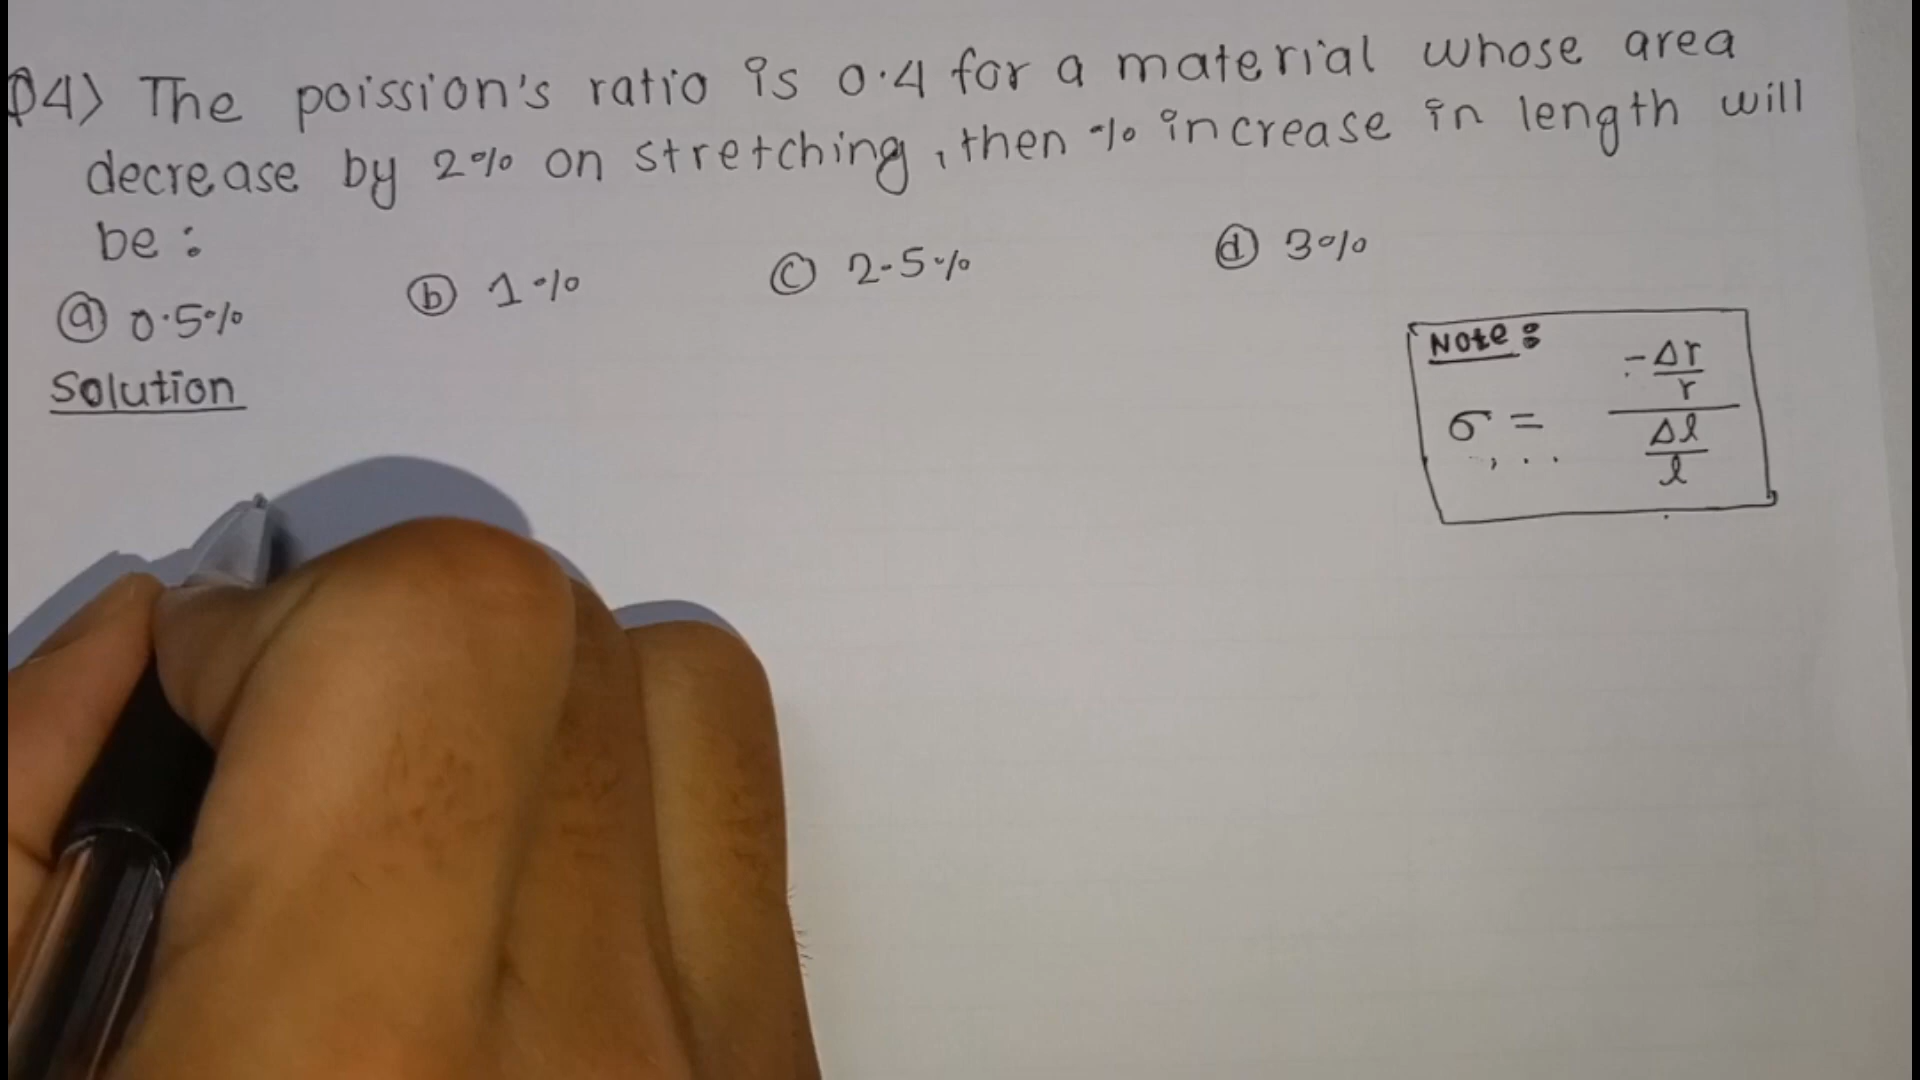 Q4) The poission's ratio is 0.4 for a material whose area
decrease by 2% on stretching, then % increase in length will
be :
ⓐ 0.5% ⓑ 1% ⓒ 2.5% ⓓ 3%
Solution
Note:
σ = -Δr/r / Δl/l